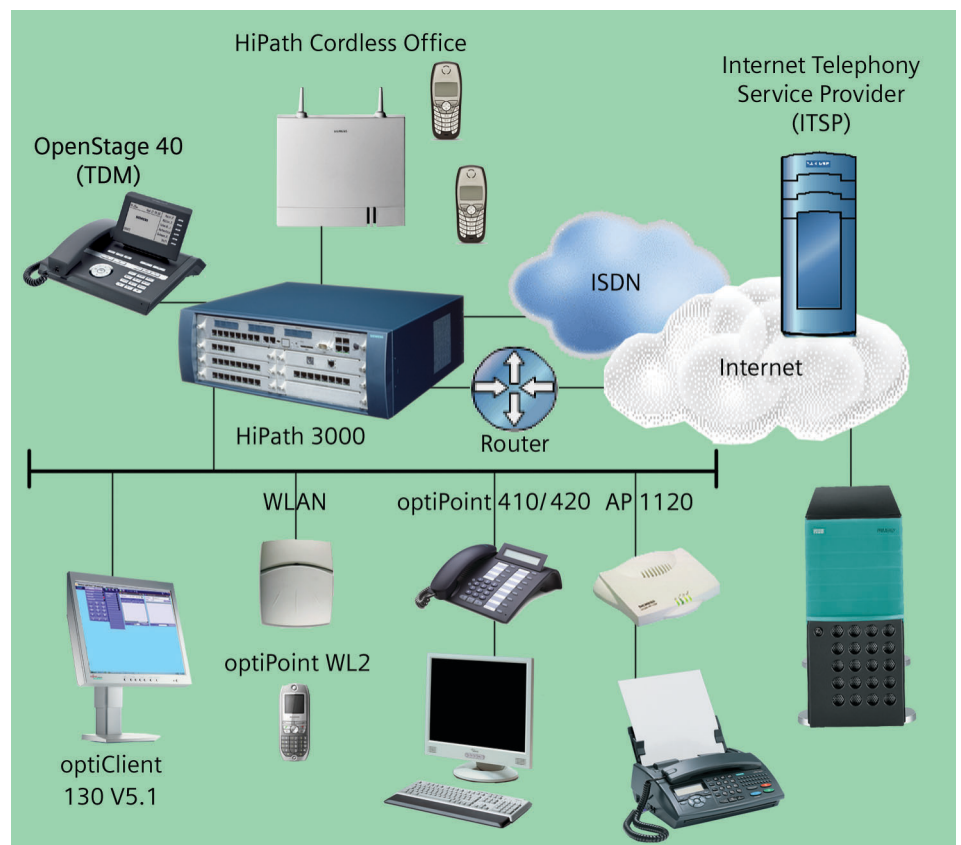 HiPath Cordless Office
Internet Telephony
Service Provider
(ITSP)
OpenStage 40
(TDM)
ISDN
Internet
HiPath 3000
Router
WLAN
optiPoint 410/420
AP 1120
optiPoint WL2
optiClient
130 V5.1